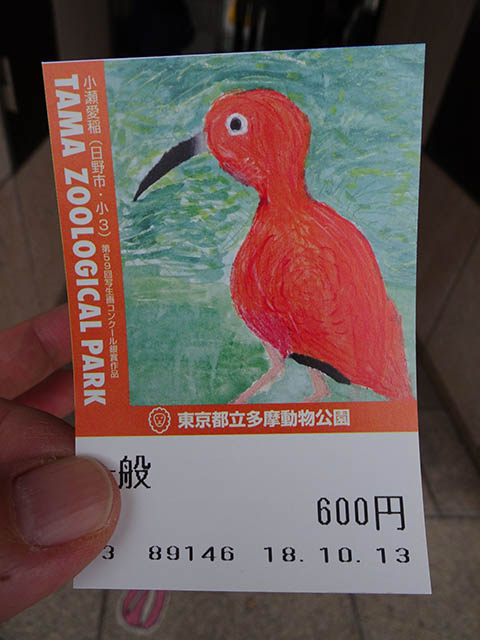 小瀬愛稲（日野市・小3）第59回写生画コンクール樹賞作品
TAMA ZOOLOGICAL PARK
東京都立多摩動物公園
般
600円
3 89146 18.10.13